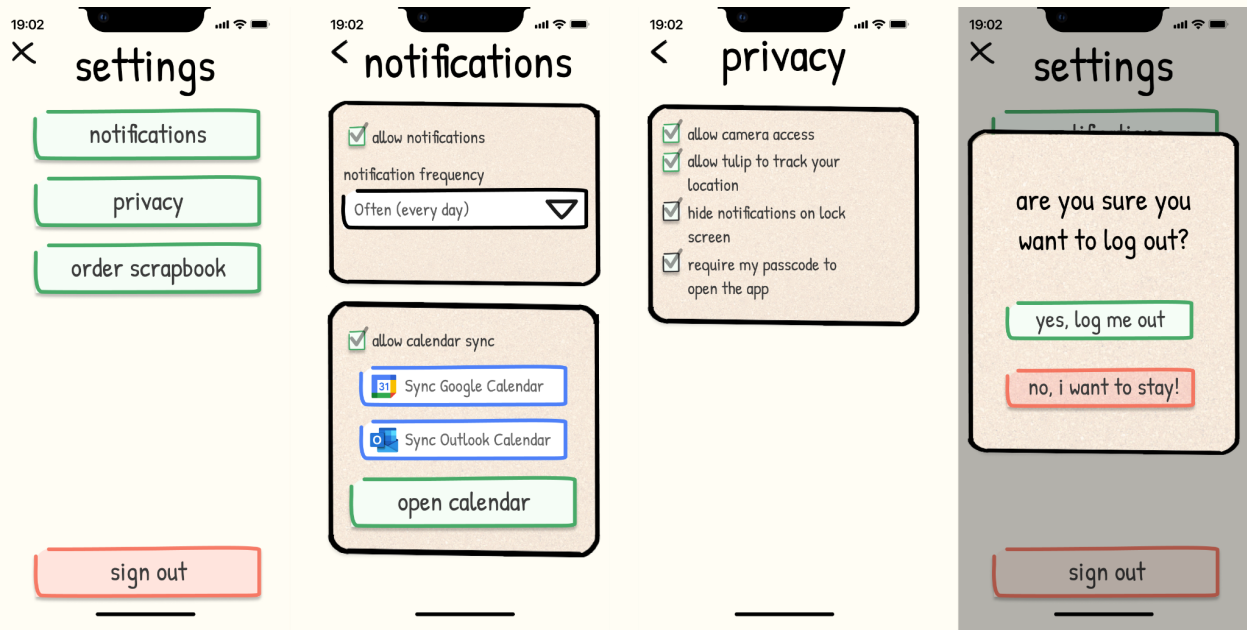 19:02
settings
notifications
privacy
order scrapbook
sign out
19:02
notifications
allow notifications
notification frequency
Often (every day)
allow calendar sync
31 Sync Google Calendar
O Sync Outlook Calendar
open calendar
19:02
privacy
allow camera access
allow tulip to track your
location
hide notifications on lock
screen
require my passcode to
open the app
19:02
settings
are you sure you
want to log out?
yes, log me out
no, i want to stay!
sign out